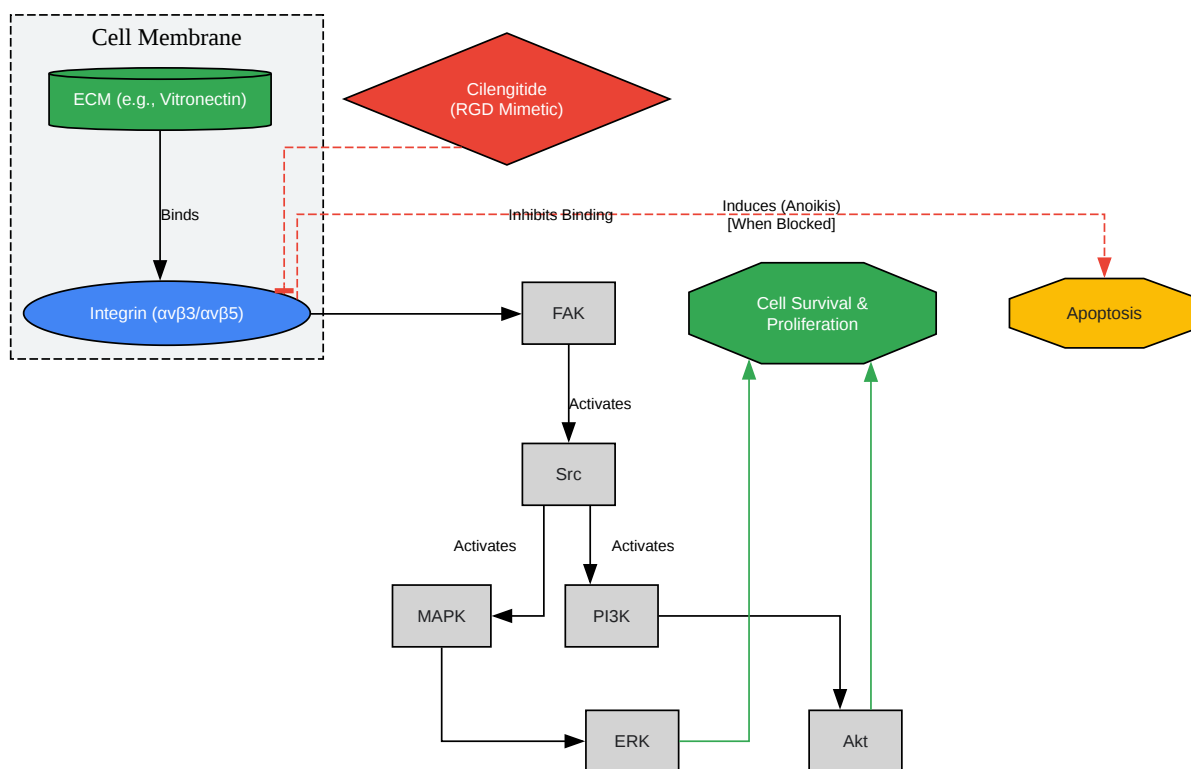 Cell Membrane
ECM (e.g., Vitronectin)
Cilengitide
(RGD Mimetic)
Binds
Inhibits Binding
Induces (Anoikis)
[When Blocked]
Integrin (αvβ3/αvβ5)
FAK
Cell Survival &
Proliferation
Apoptosis
Activates
Src
Activates
Activates
MAPK
PI3K
ERK
Akt